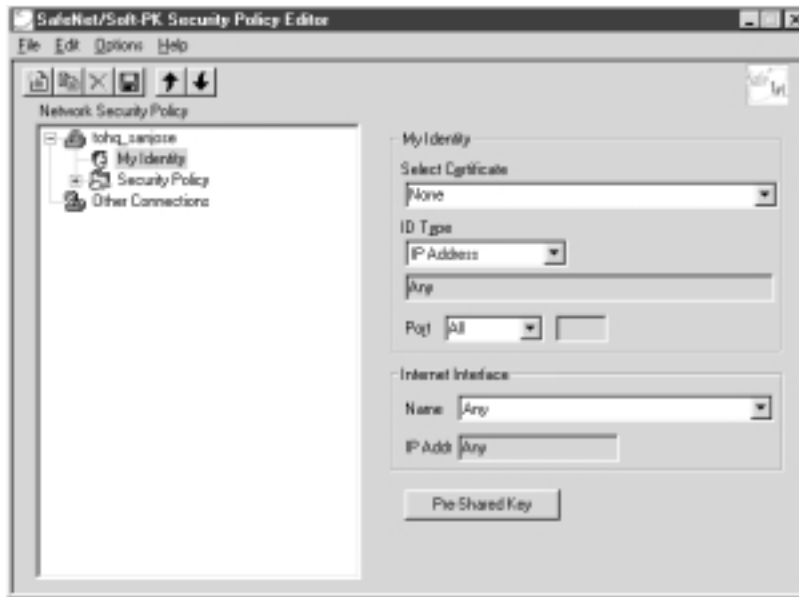 SafeNet/Soft-PK Security Policy Editor
File Edit Options Help
Network Security Policy
tohq_sanjose
My Identity
Security Policy
Other Connections
My Identity
Select Certificate
None
ID Type
IP Address
Any
Port All
Internet Interface
Name Any
IP Addr Any
Pre-Shared Key